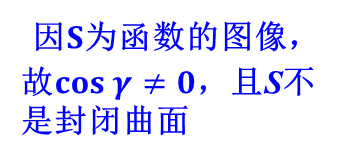 因S为函数的图像，
故cos γ ≠ 0，且S不
是封闭曲面